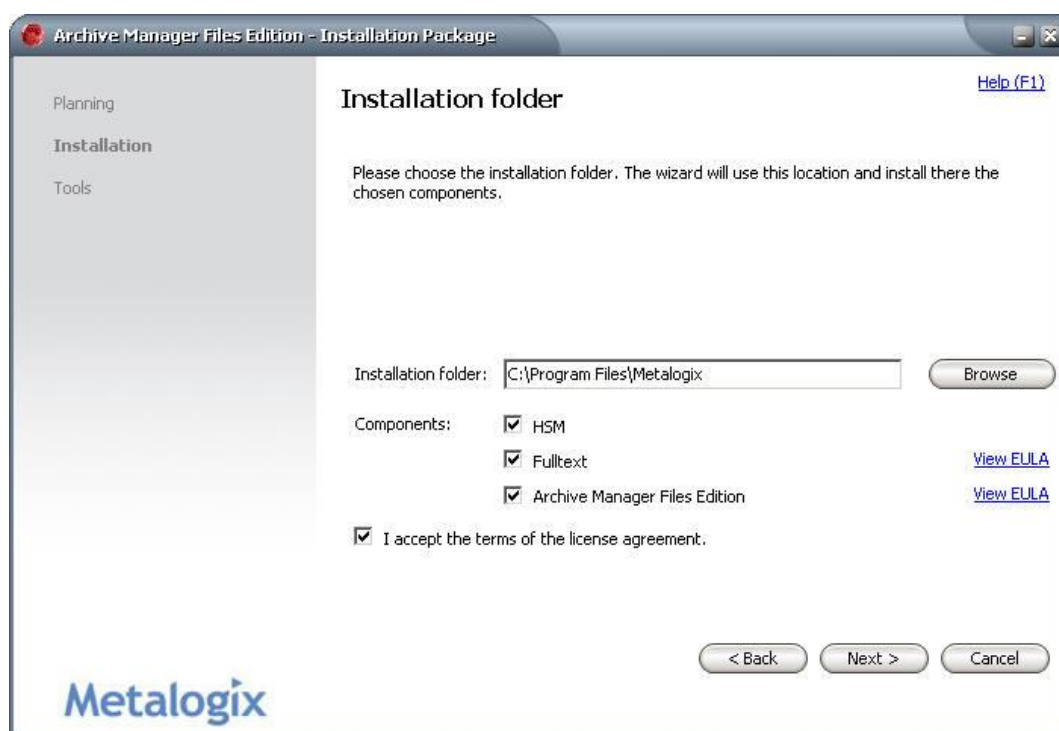 Archive Manager Files Edition - Installation Package
Help (F1)
Planning
Installation
Tools
Installation folder
Please choose the installation folder. The wizard will use this location and install there the
chosen components.
Installation folder: C:\Program Files\Metalogix Browse
Components: HSM
Fulltext View EULA
Archive Manager Files Edition View EULA
I accept the terms of the license agreement.
< Back Next > Cancel
Metalogix